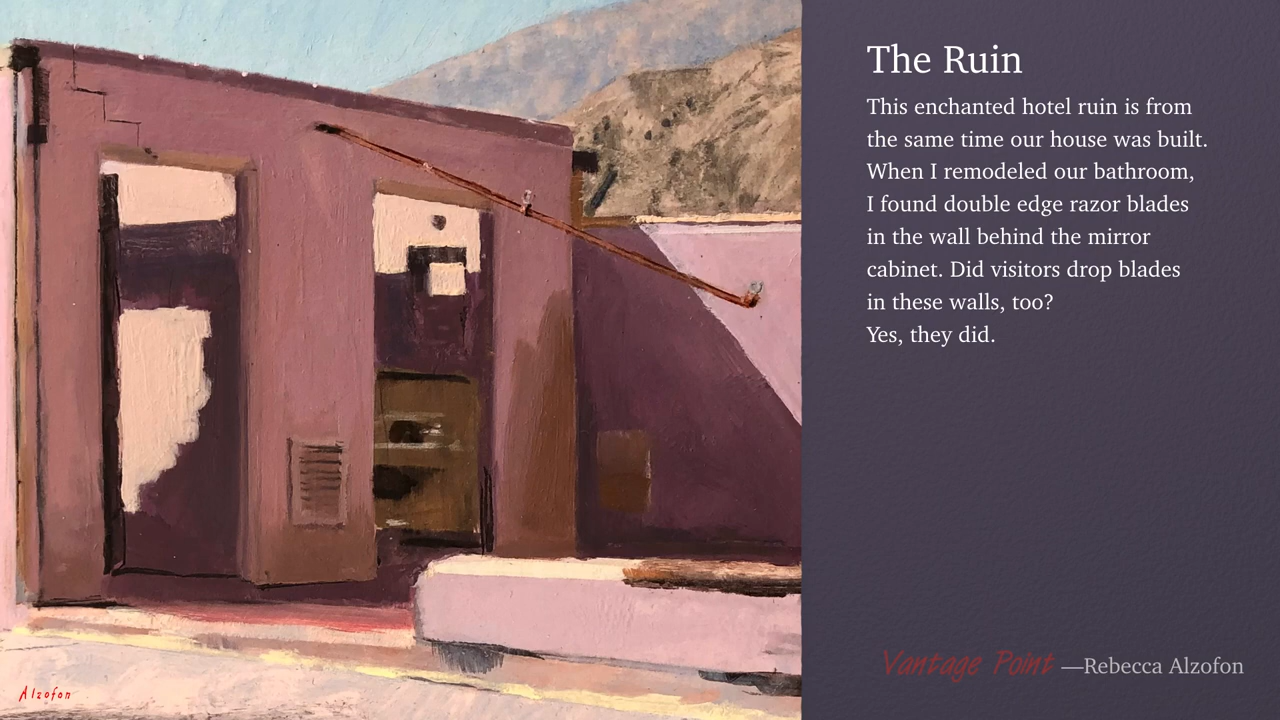 The Ruin
This enchanted hotel ruin is from
the same time our house was built.
When I remodeled our bathroom,
I found double edge razor blades
in the wall behind the mirror
cabinet. Did visitors drop blades
in these walls, too?
Yes, they did.
Vantage Point —Rebecca Alzofon
Alzofon